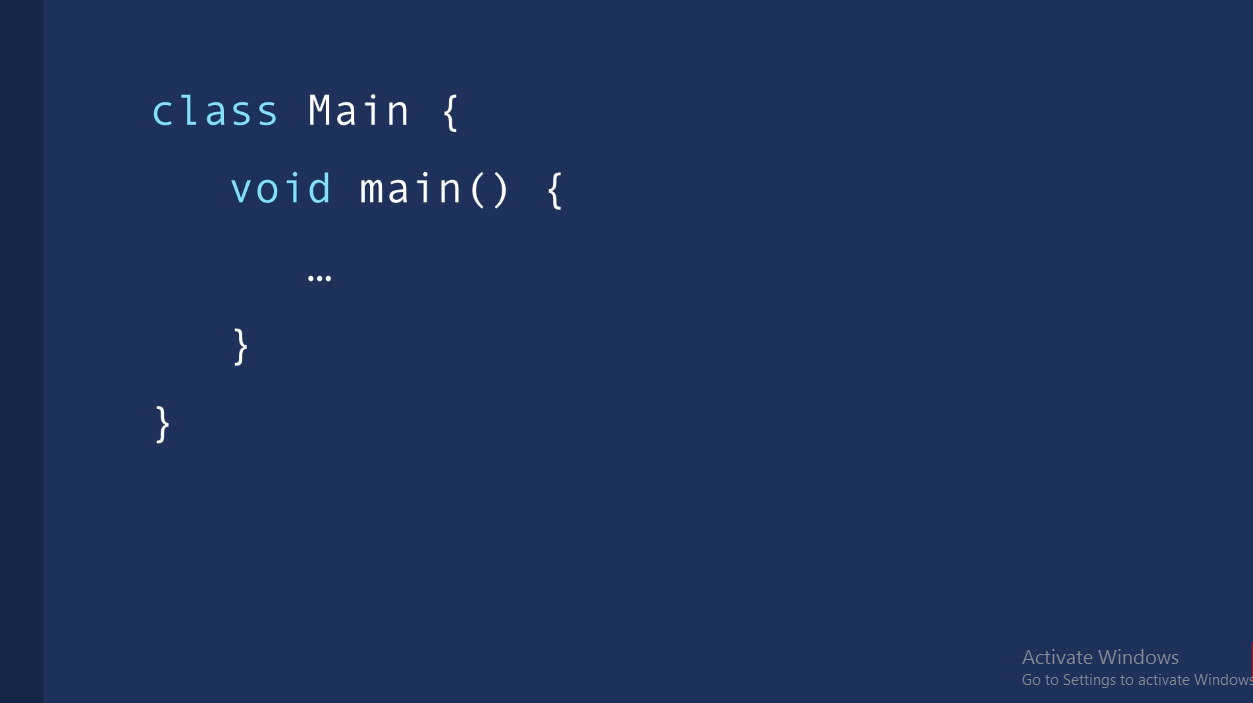 class Main {
void main() {
…
}
}
Activate Windows
Go to Settings to activate Windows